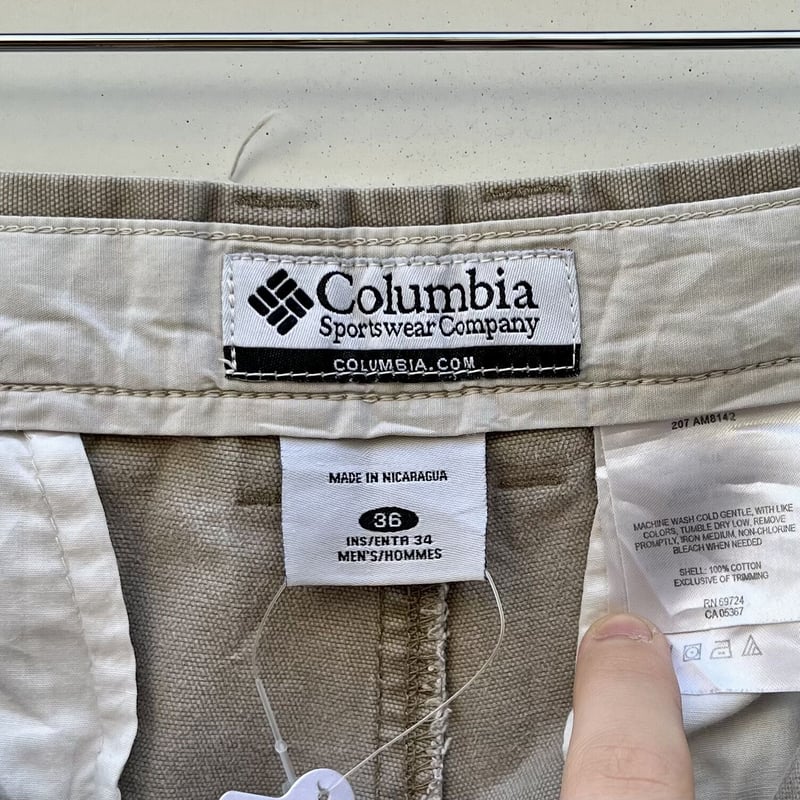 Columbia
Sportswear Company
COLUMBIA.COM
MADE IN NICARAGUA
36
INS/ENTR 34
MEN'S/HOMMES
207 AM8142
MACHINE WASH COLD GENTLE, WITH LIKE
COLORS, TUMBLE DRY LOW, REMOVE
PROMPTLY, IRON MEDIUM, NON-CHLORINE
BLEACH WHEN NEEDED
SHELL: 100% COTTON
EXCLUSIVE OF TRIMMING
RN 69724
CA 05367